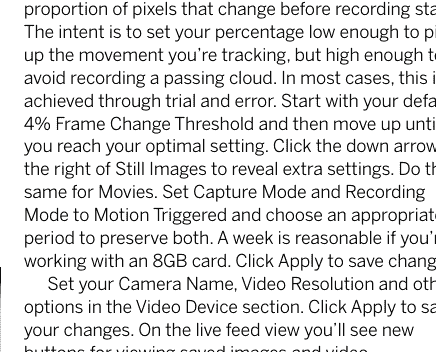 proportion of pixels that change before recording sta
The intent is to set your percentage low enough to pi
up the movement you're tracking, but high enough t
avoid recording a passing cloud. In most cases, this i
achieved through trial and error. Start with your defa
4% Frame Change Threshold and then move up unti
you reach your optimal setting. Click the down arrow
the right of Still Images to reveal extra settings. Do th
same for Movies. Set Capture Mode and Recording
Mode to Motion Triggered and choose an appropriat
period to preserve both. A week is reasonable if you'r
working with an 8GB card. Click Apply to save chang
Set your Camera Name, Video Resolution and oth
options in the Video Device section. Click Apply to sa
your changes. On the live feed view you'll see new
buttons for viewing saved images and video